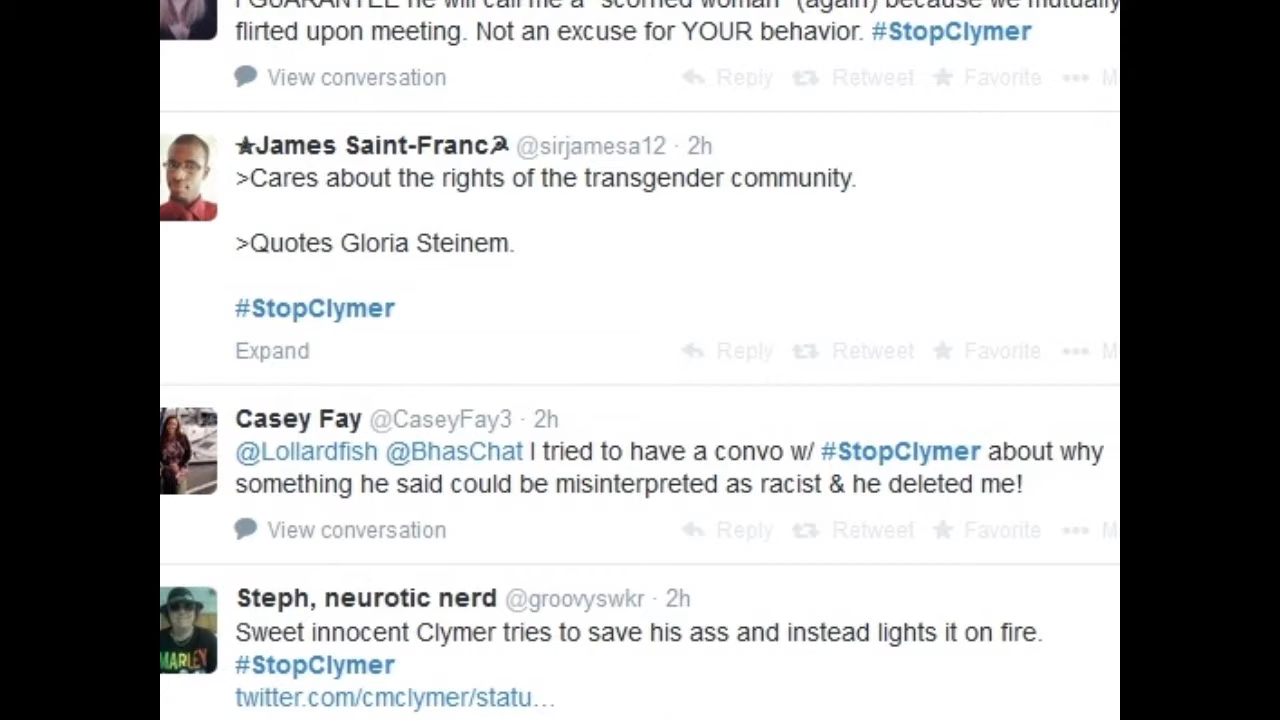 I GUARANTEE he will call me a "scorned woman" (again) because we mutually
flirted upon meeting. Not an excuse for YOUR behavior. #StopClymer
View conversation Reply Retweet Favorite ••• M
★James Saint-Franc☭ @sirjamesa12 · 2h
>Cares about the rights of the transgender community.
>Quotes Gloria Steinem.
#StopClymer
Expand Reply Retweet Favorite ••• M
Casey Fay @CaseyFay3 · 2h
@Lollardfish @BhasChat I tried to have a convo w/ #StopClymer about why
something he said could be misinterpreted as racist & he deleted me!
View conversation Reply Retweet Favorite ••• M
Steph, neurotic nerd @groovyswkr · 2h
Sweet innocent Clymer tries to save his ass and instead lights it on fire.
#StopClymer
twitter.com/cmclymer/statu…
MARLEY